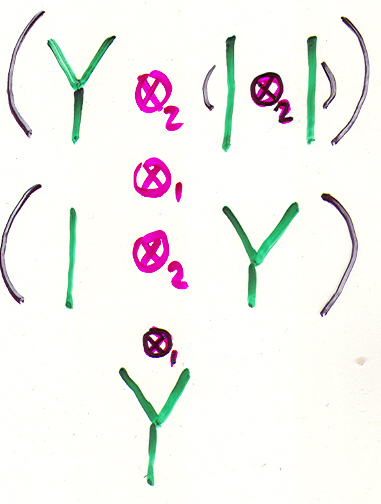 ( Y ⊗₂ ( | ⊗₂ | ) )
⊗₁
( | ⊗₂ Y )
⊗₁
Y